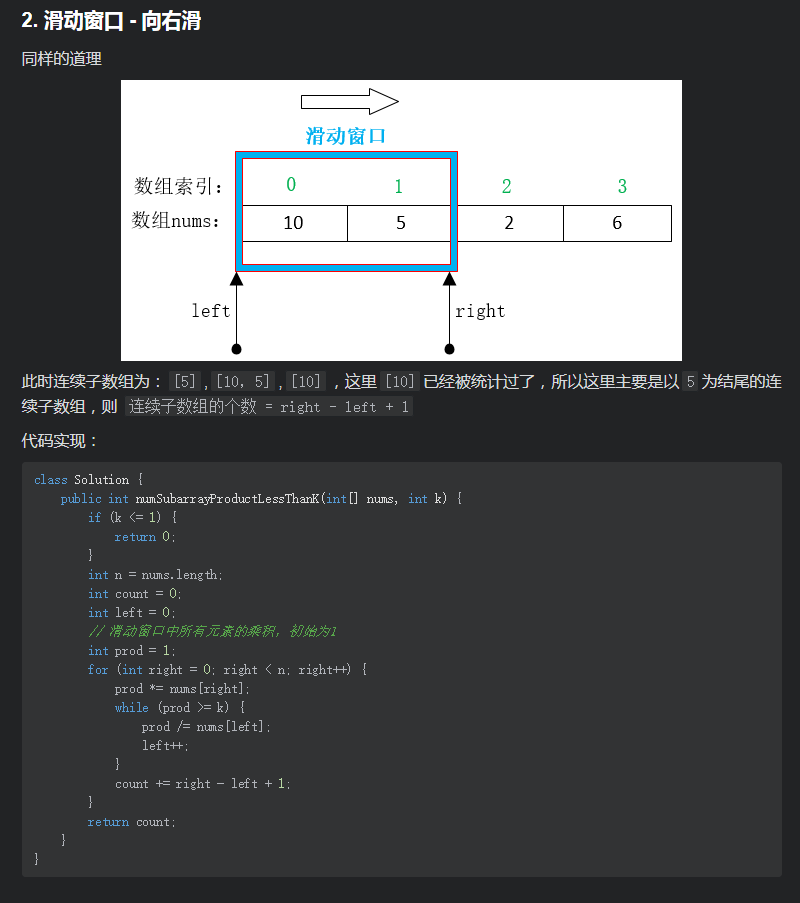 2. 滑动窗口 - 向右滑
同样的道理
滑动窗口
数组索引： 0 1 2 3
数组nums： 10 5 2 6
left right
此时连续子数组为： [5] , [10，5] , [10] ，这里 [10] 已经被统计过了，所以这里主要是以 5 为结尾的连
续子数组，则 连续子数组的个数 = right - left + 1
代码实现：
class Solution {
    public int numSubarrayProductLessThanK(int[] nums, int k) {
        if (k <= 1) {
            return 0;
        }
        int n = nums.length;
        int count = 0;
        int left = 0;
        // 滑动窗口中所有元素的乘积，初始为1
        int prod = 1;
        for (int right = 0; right < n; right++) {
            prod *= nums[right];
            while (prod >= k) {
                prod /= nums[left];
                left++;
            }
            count += right - left + 1;
        }
        return count;
    }
}